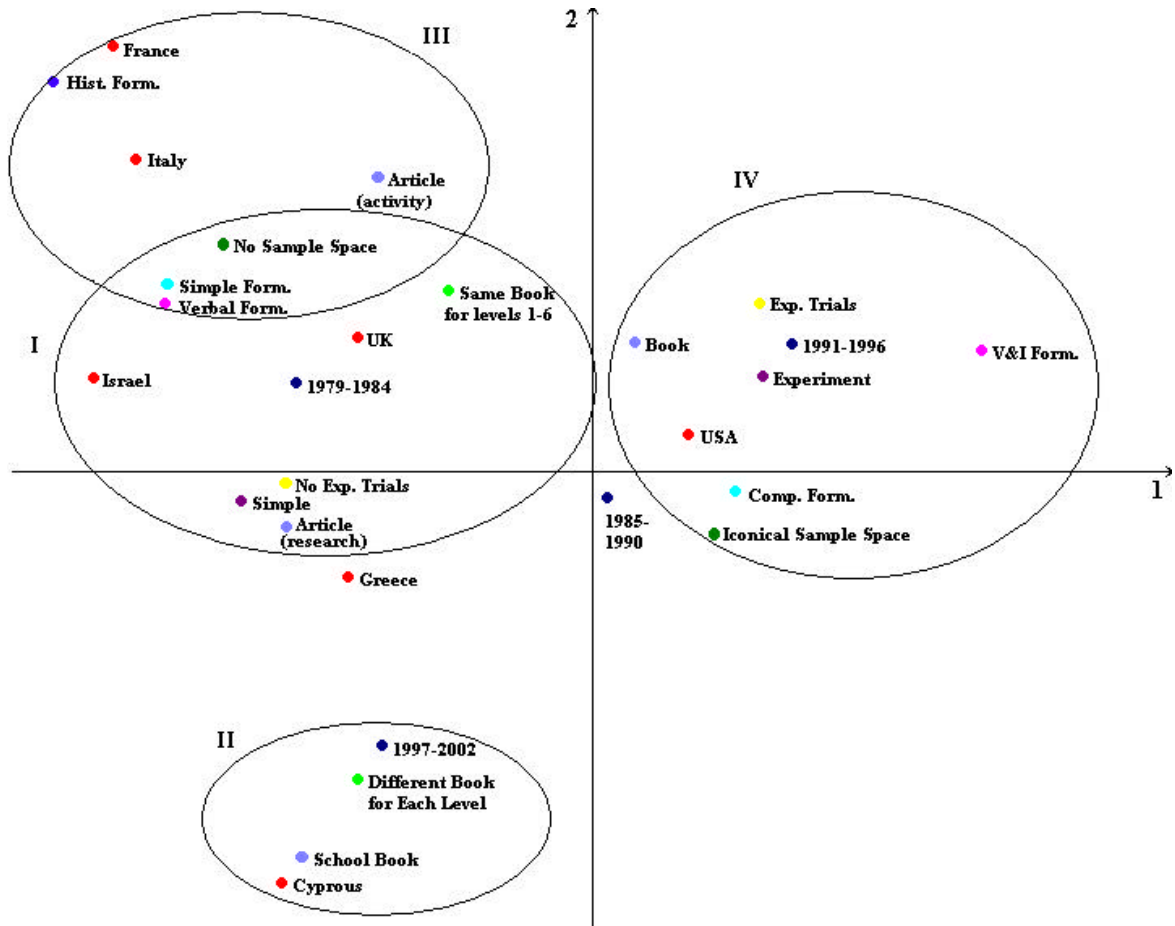 2
III
France
Hist. Form.
Italy
Article
(activity)
IV
No Sample Space
Simple Form.
Same Book
for levels 1-6
Verbal Form.
Exp. Trials
I
UK
Book
1991-1996
V&I Form.
Israel
1979-1984
Experiment
USA
No Exp. Trials
1
Simple
Comp. Form.
Article
(research)
1985-
1990
Iconical Sample Space
Greece
II
1997-2002
Different Book
for Each Level
School Book
Cyprous